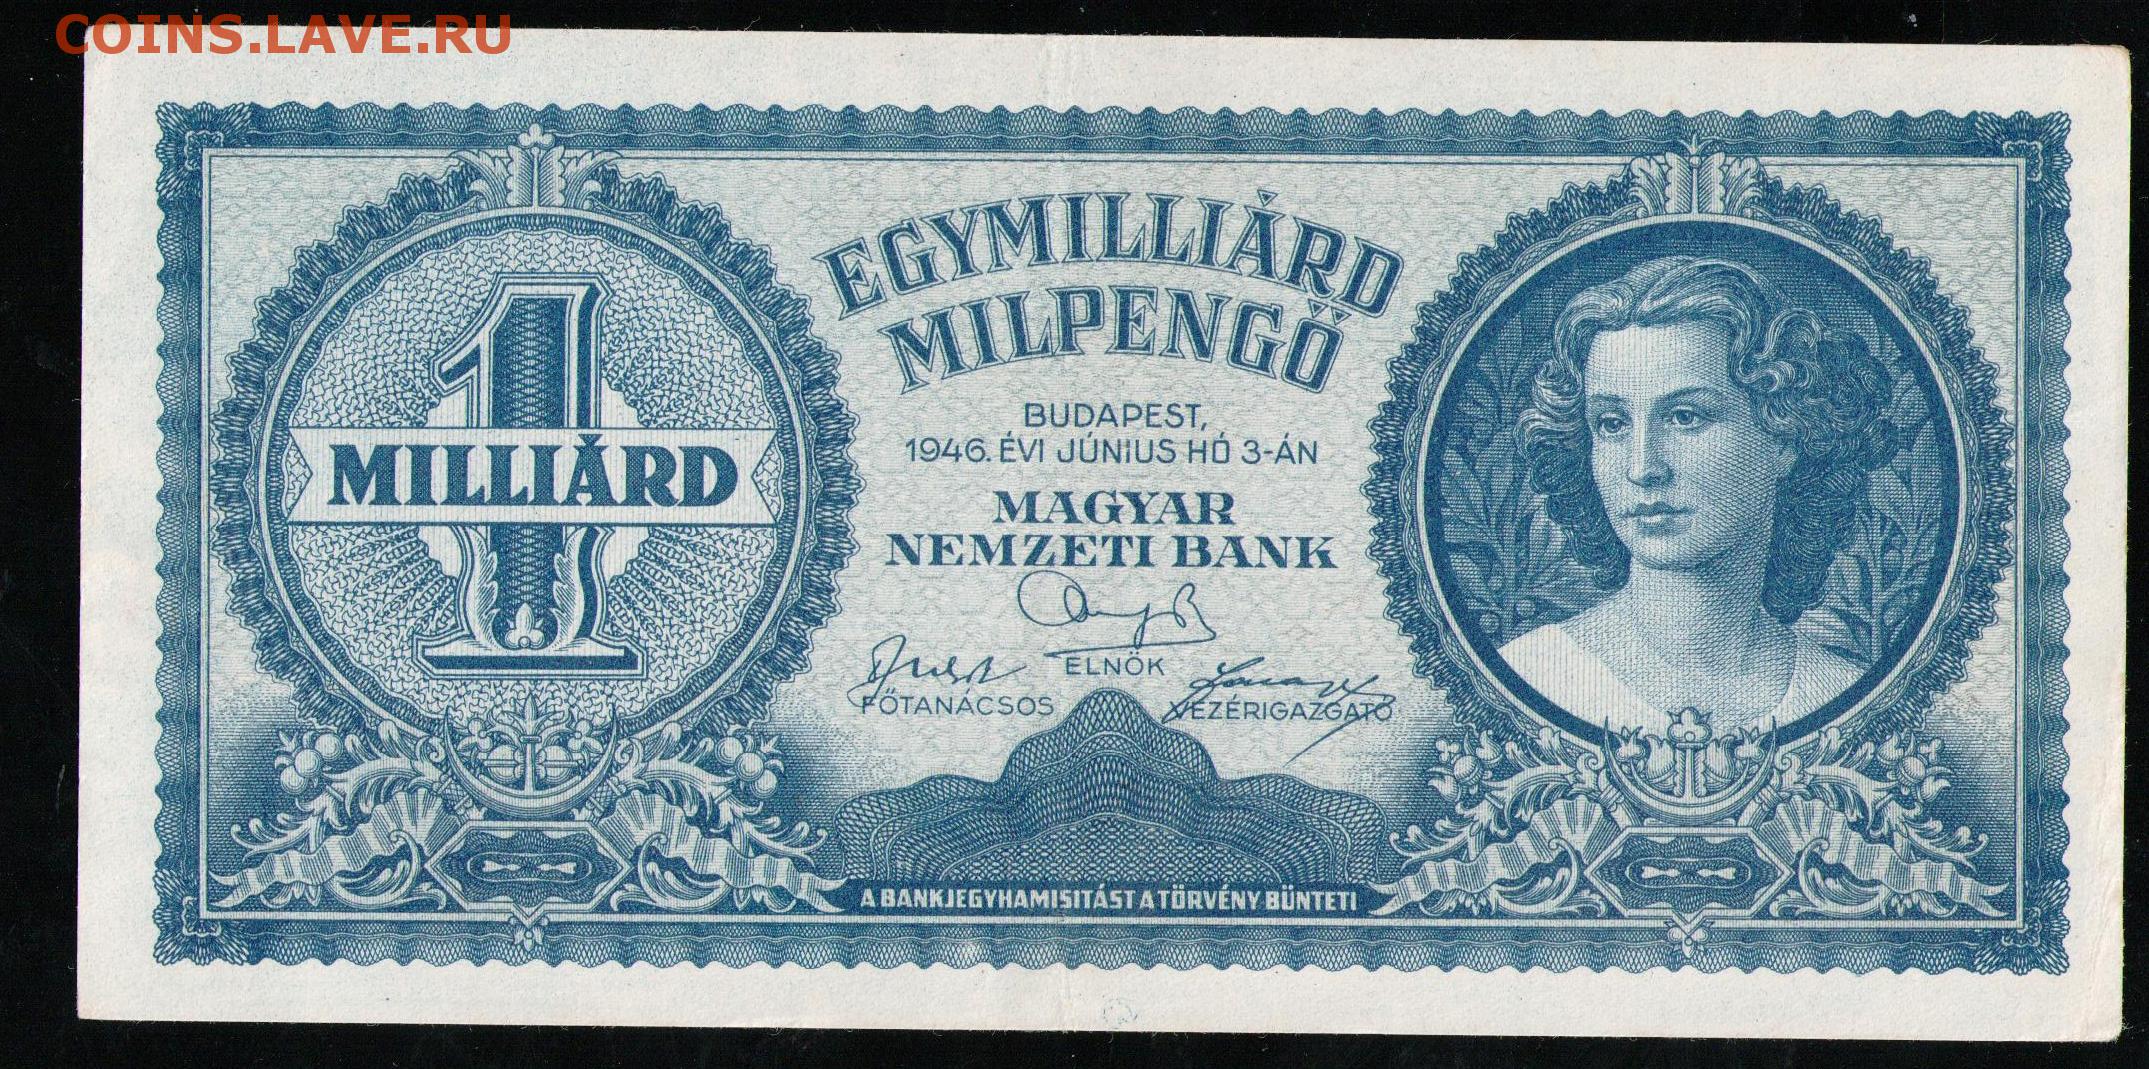 COINS.LAVE.RU
EGYMILLIÁRD
MILPENGŐ
1
MILLIÁRD
BUDAPEST,
1946. ÉVI JÚNIUS HÓ 3-ÁN
MAGYAR
NEMZETI BANK
ELNÖK
FŐTANÁCSOS
VEZÉRIGAZGATÓ
A BANKJEGYHAMISITÁST A TÖRVÉNY BÜNTETI